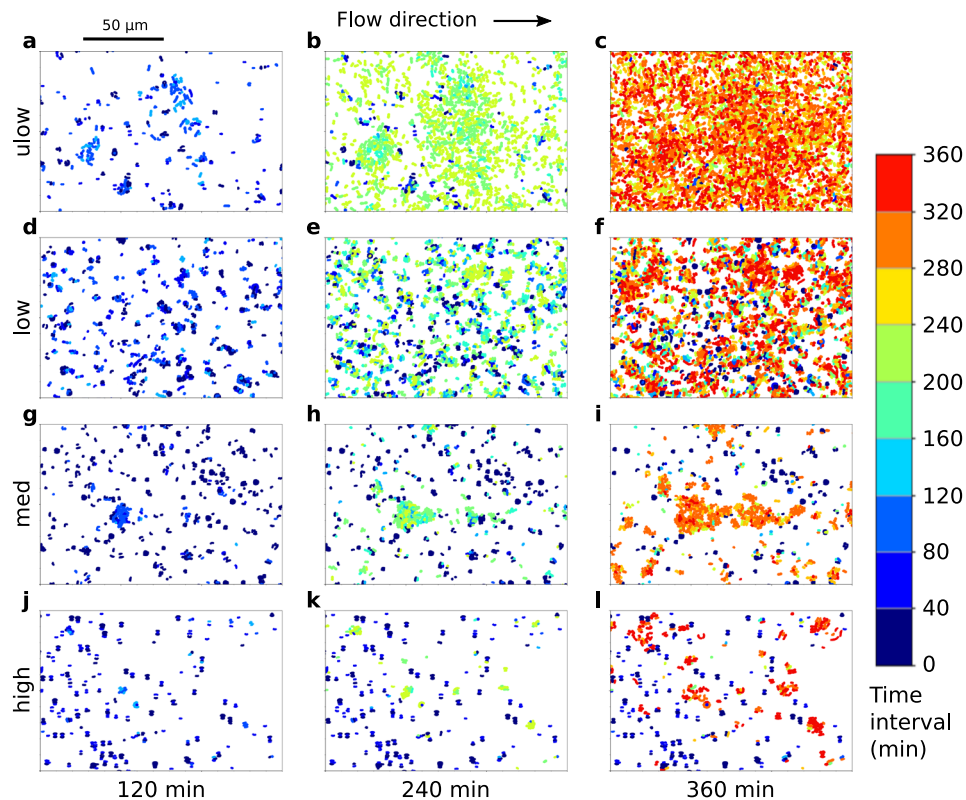 50 μm
Flow direction
a
b
c
ulow
d
e
f
low
g
h
i
med
j
k
l
high
120 min
240 min
360 min
360
320
280
240
200
160
120
80
40
0
Time
interval
(min)